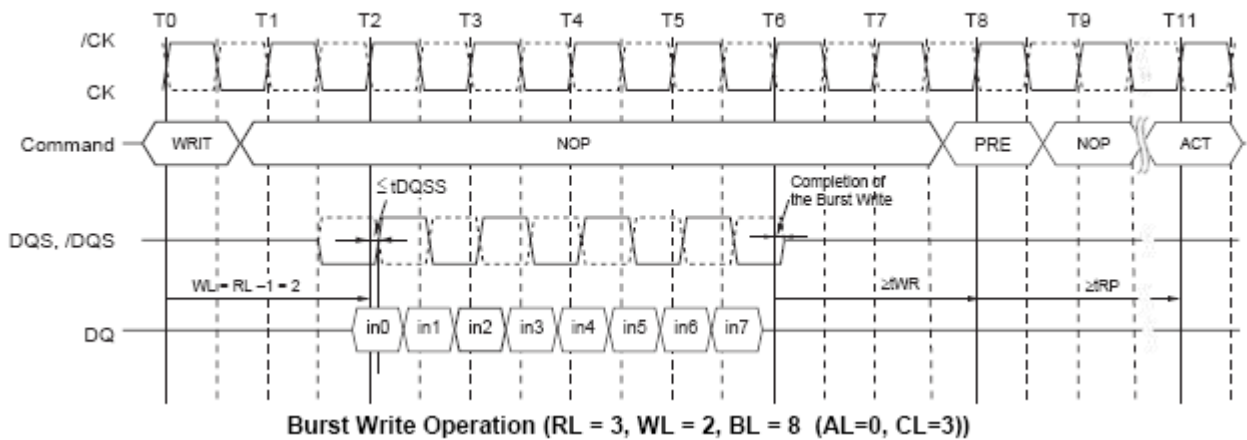 T0 T1 T2 T3 T4 T5 T6 T7 T8 T9 T11
/CK
CK
Command WRIT NOP PRE NOP ACT
≤ tDQSS
Completion of
the Burst Write
DQS, /DQS
WL = RL –1 = 2
≥tWR ≥tRP
DQ in0 in1 in2 in3 in4 in5 in6 in7
Burst Write Operation (RL = 3, WL = 2, BL = 8 (AL=0, CL=3))